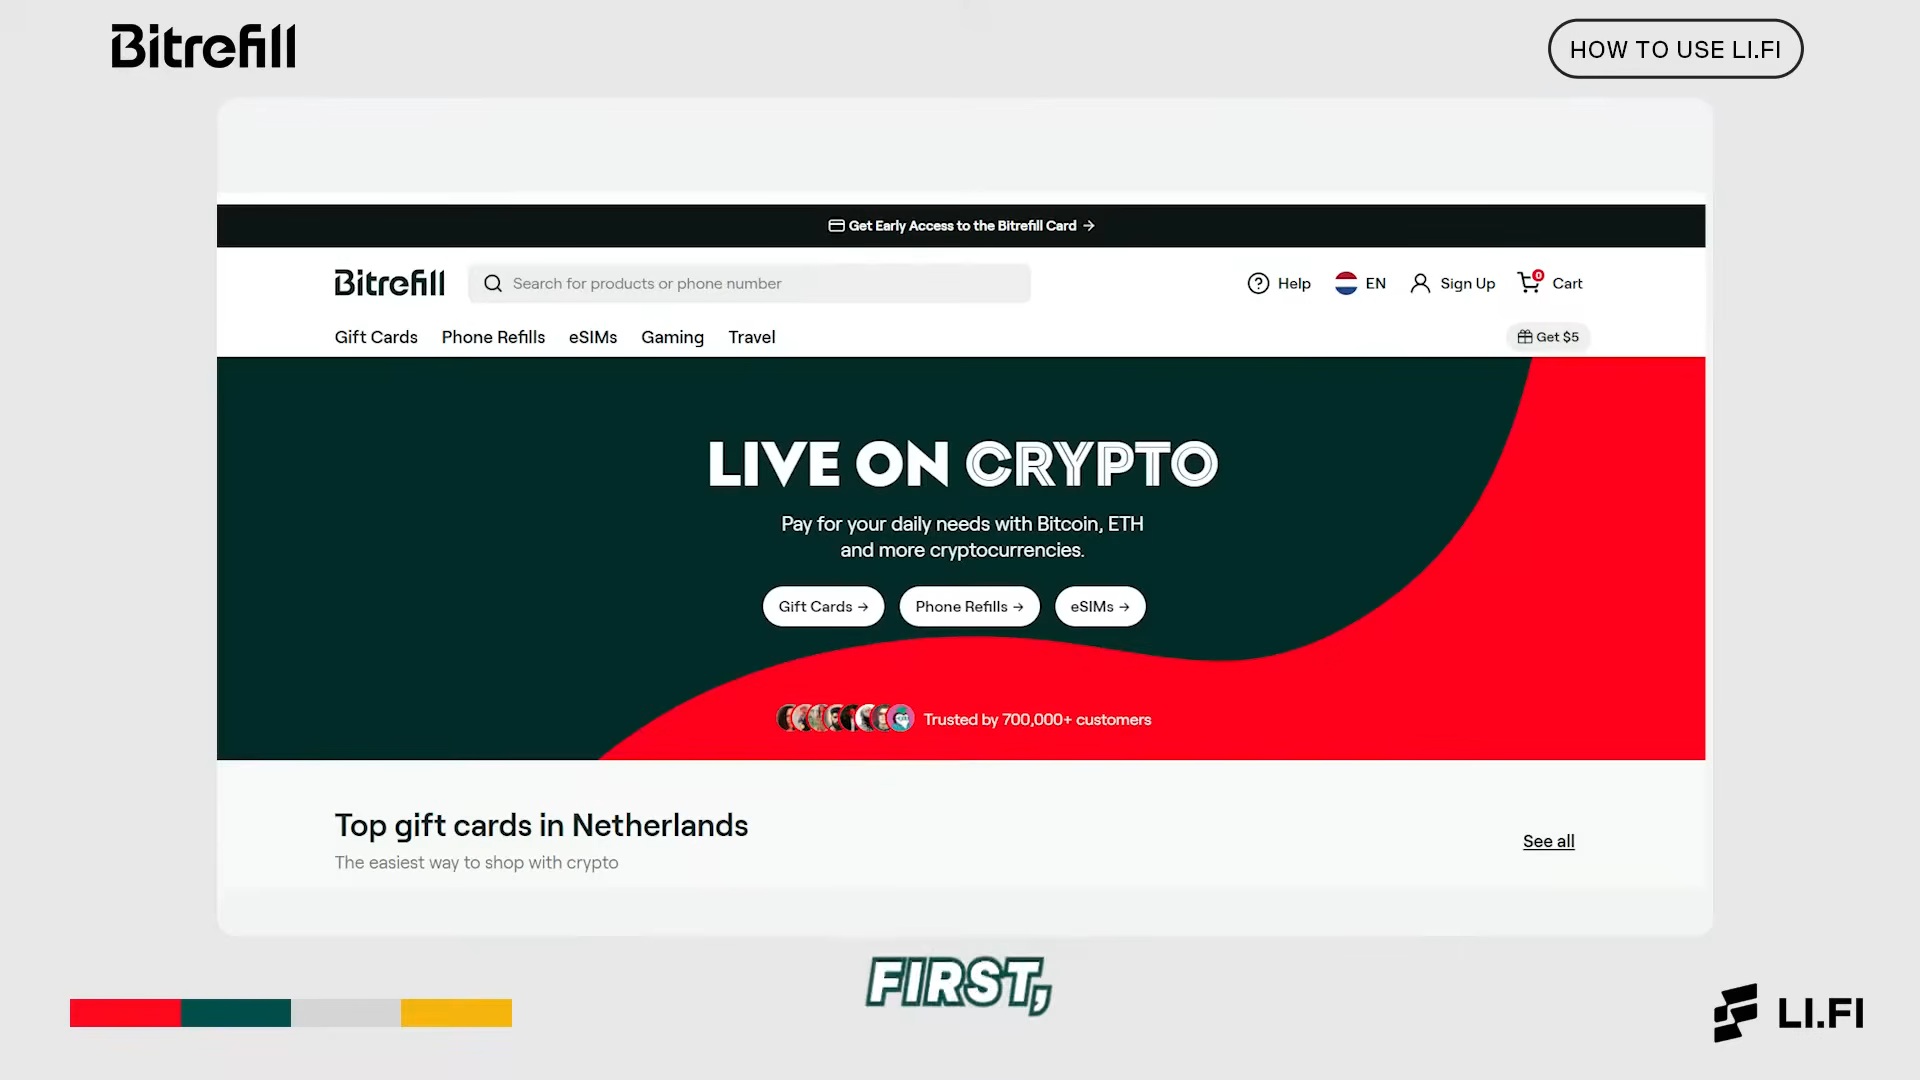 Bitrefill
HOW TO USE LI.FI
Get Early Access to the Bitrefill Card →
Bitrefill
Search for products or phone number
Help
EN
Sign Up
0
Cart
Gift Cards
Phone Refills
eSIMs
Gaming
Travel
Get $5
LIVE ON CRYPTO
Pay for your daily needs with Bitcoin, ETH
and more cryptocurrencies.
Gift Cards →
Phone Refills →
eSIMs →
Trusted by 700,000+ customers
Top gift cards in Netherlands
The easiest way to shop with crypto
See all
FIRST,
LI.FI